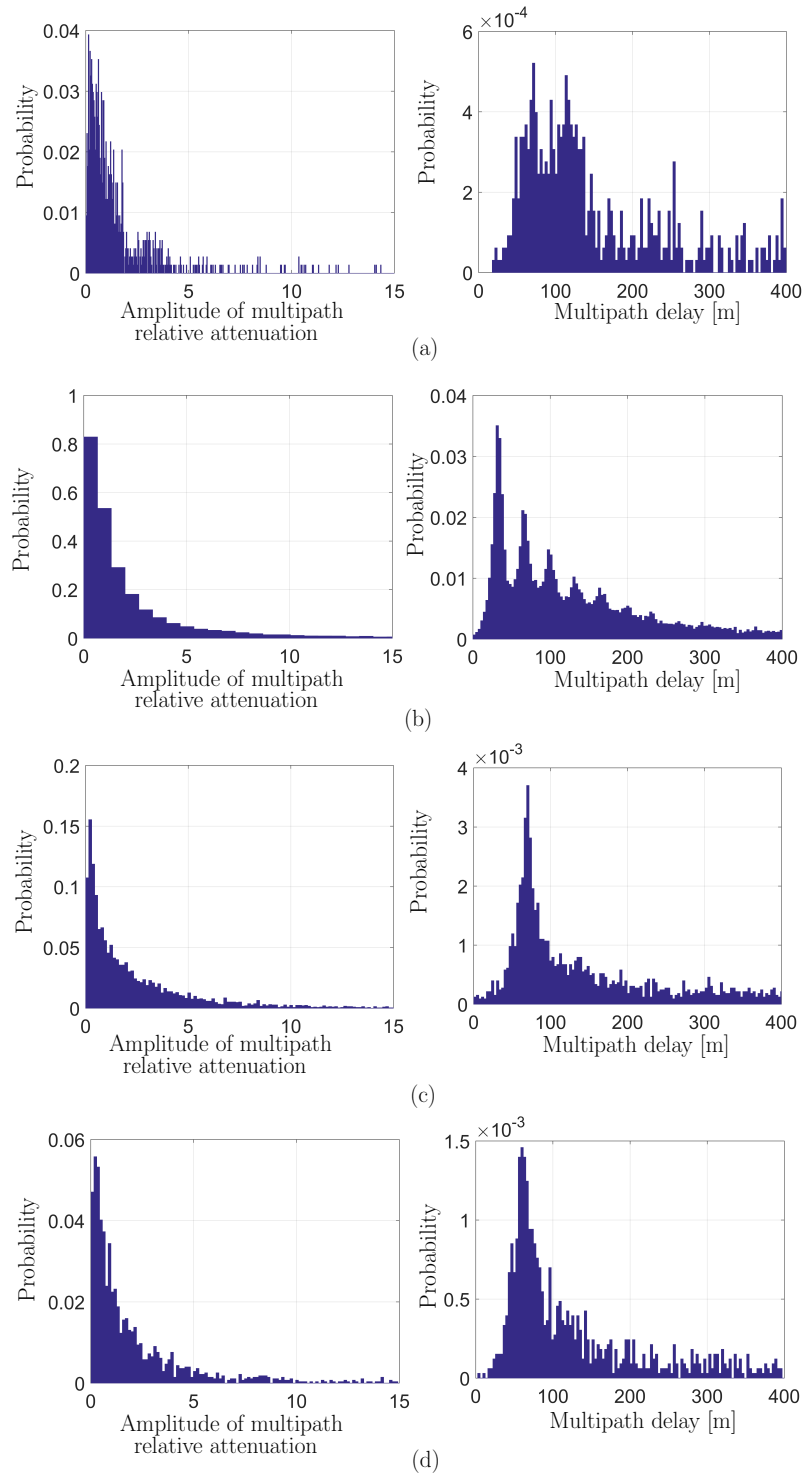 0.04
0.03
0.02
0.01
0
Probability
0 5 10 15
Amplitude of multipath
relative attenuation
×10-4
6
4
2
0
Probability
0 100 200 300 400
Multipath delay [m]
(a)
1
0.8
0.6
0.4
0.2
0
Probability
0 5 10 15
Amplitude of multipath
relative attenuation
0.04
0.03
0.02
0.01
0
Probability
0 100 200 300 400
Multipath delay [m]
(b)
0.2
0.15
0.1
0.05
0
Probability
0 5 10 15
Amplitude of multipath
relative attenuation
×10-3
4
3
2
1
0
Probability
0 100 200 300 400
Multipath delay [m]
(c)
0.06
0.04
0.02
0
Probability
0 5 10 15
Amplitude of multipath
relative attenuation
×10-3
1.5
1
0.5
0
Probability
0 100 200 300 400
Multipath delay [m]
(d)